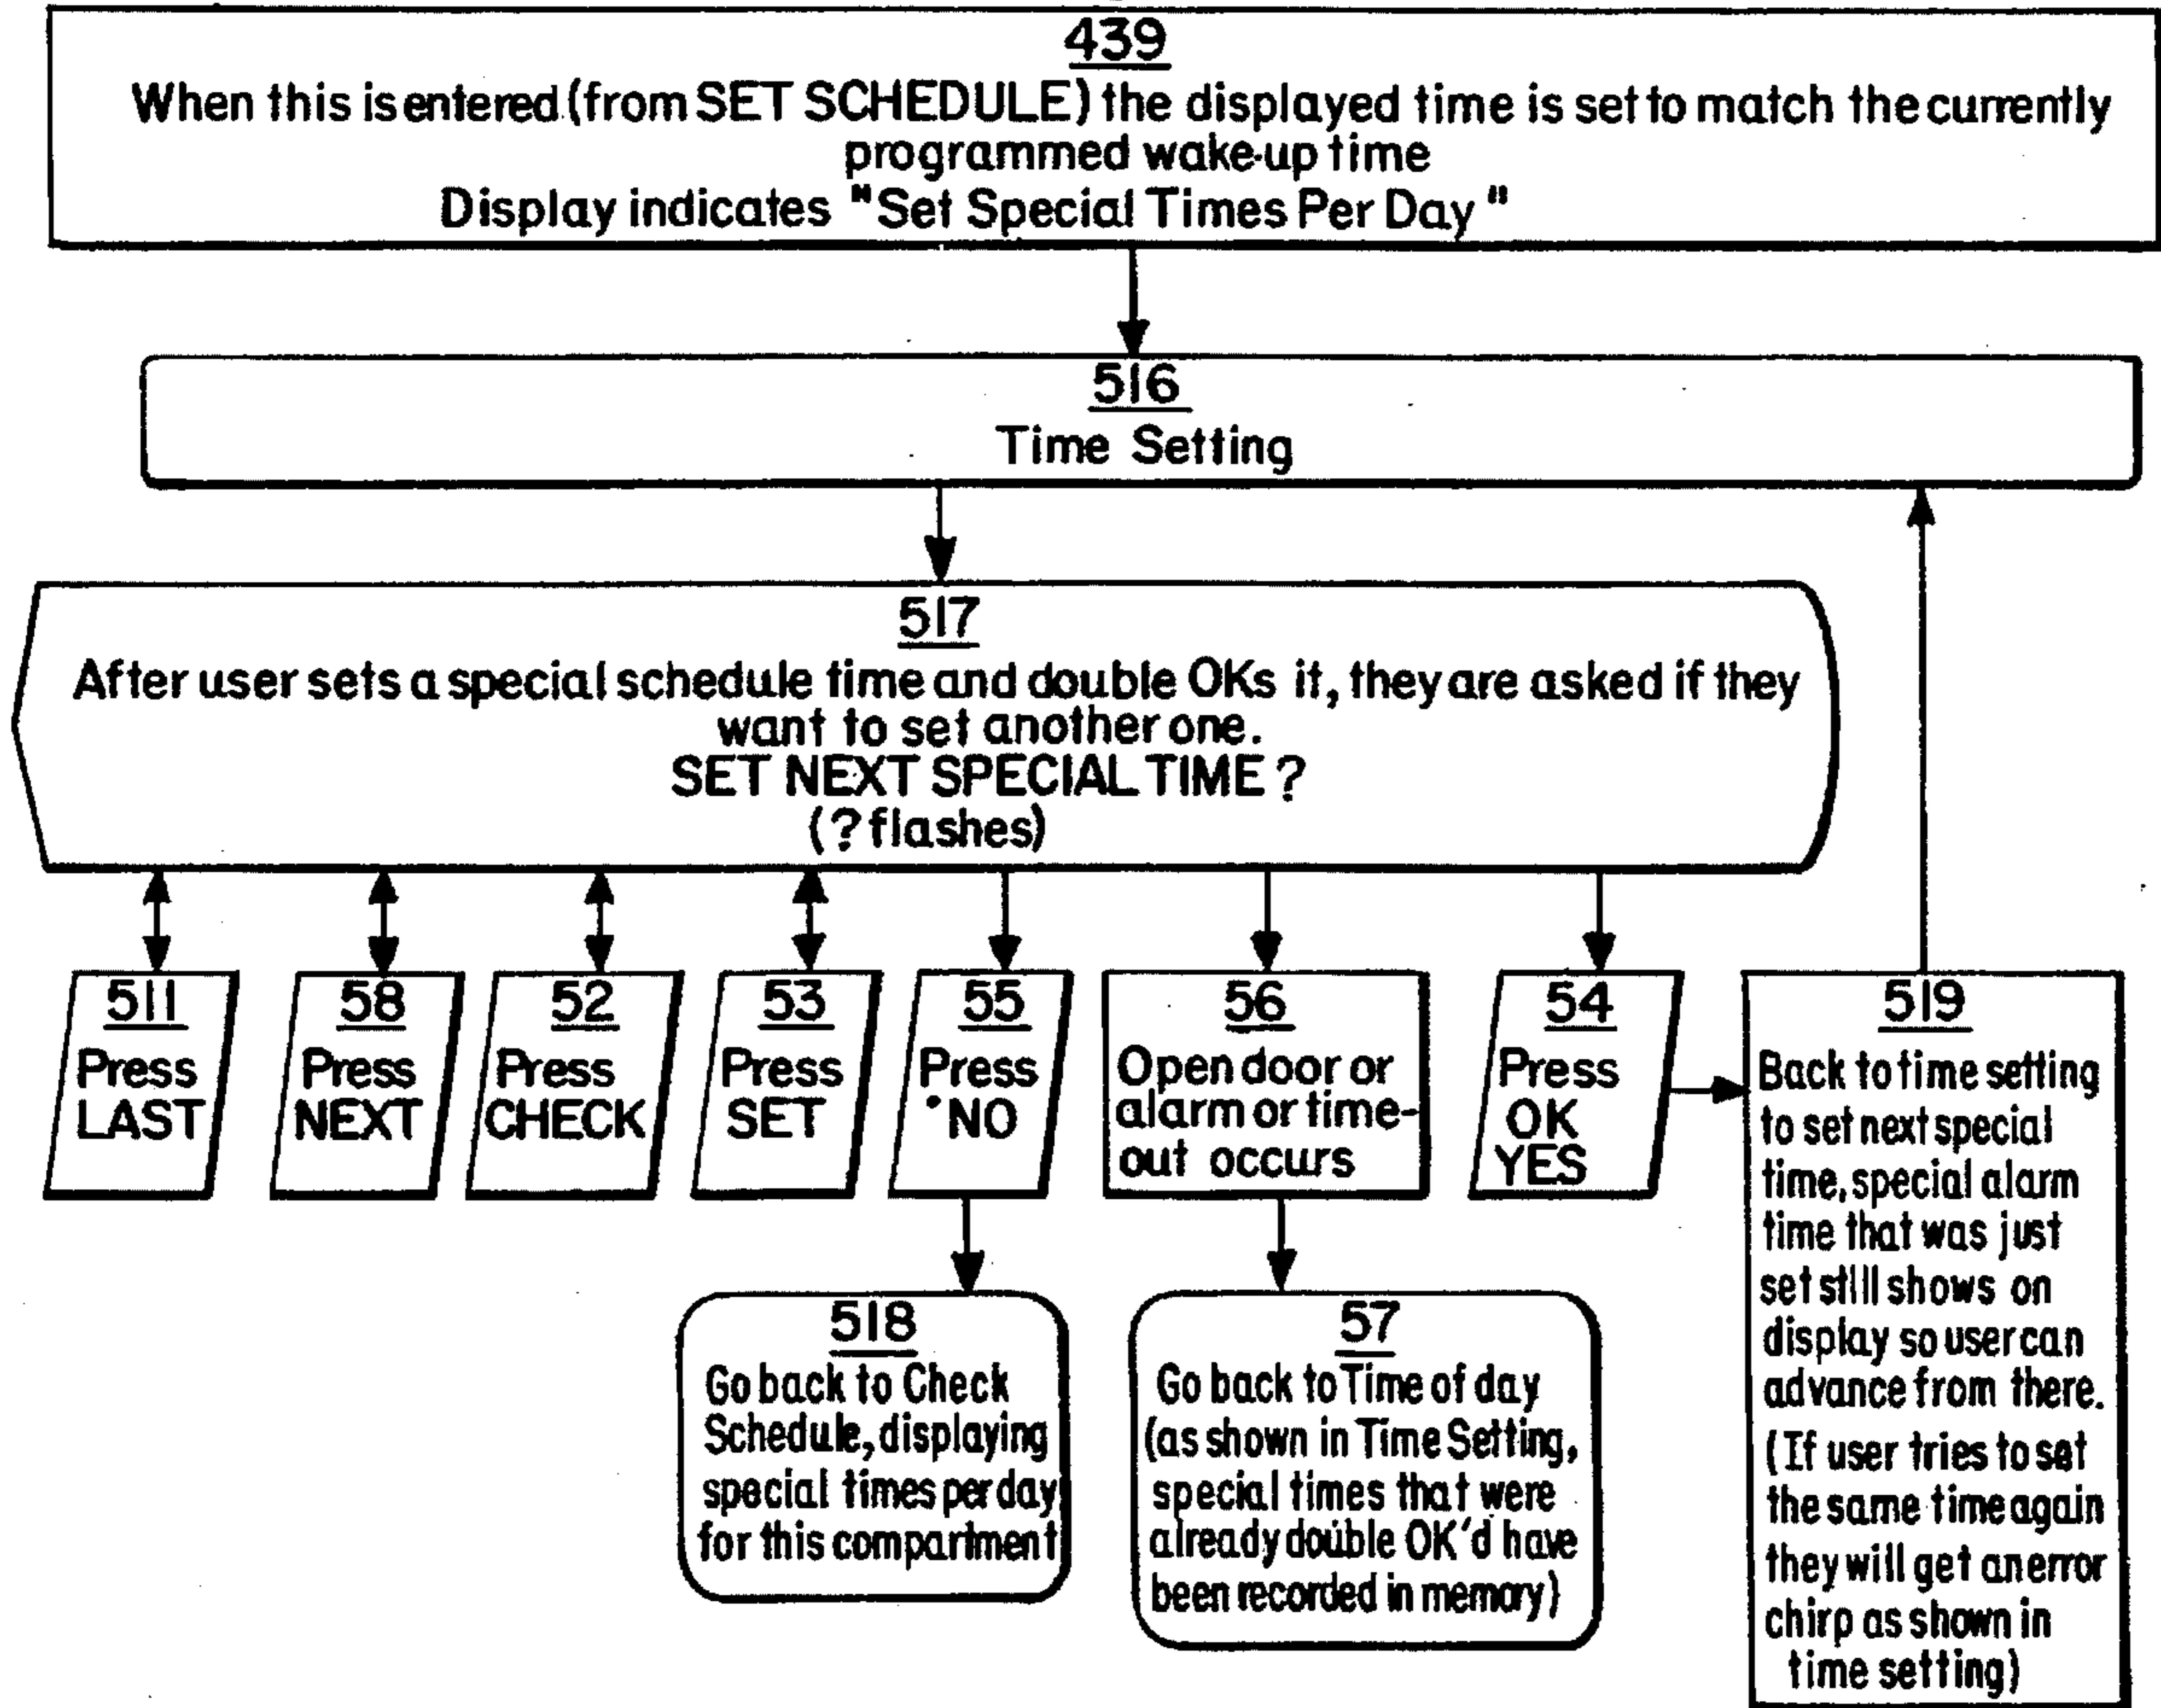 439
When this is entered (from SET SCHEDULE) the displayed time is set to match the currently
programmed wake-up time
Display indicates "Set Special Times Per Day"
516
Time Setting
517
After user sets a special schedule time and double OKs it, they are asked if they
want to set another one.
SET NEXT SPECIAL TIME?
(? flashes)
511
Press
LAST
58
Press
NEXT
52
Press
CHECK
53
Press
SET
55
Press
NO
56
Open door or
alarm or time-
out occurs
54
Press
OK
YES
519
Back to time setting
to set next special
time, special alarm
time that was just
set still shows on
display so user can
advance from there.
(If user tries to set
the same time again
they will get an error
chirp as shown in
time setting)
518
Go back to Check
Schedule, displaying
special times per day
for this compartment
57
Go back to Time of day
(as shown in Time Setting,
special times that were
already double OK'd have
been recorded in memory)